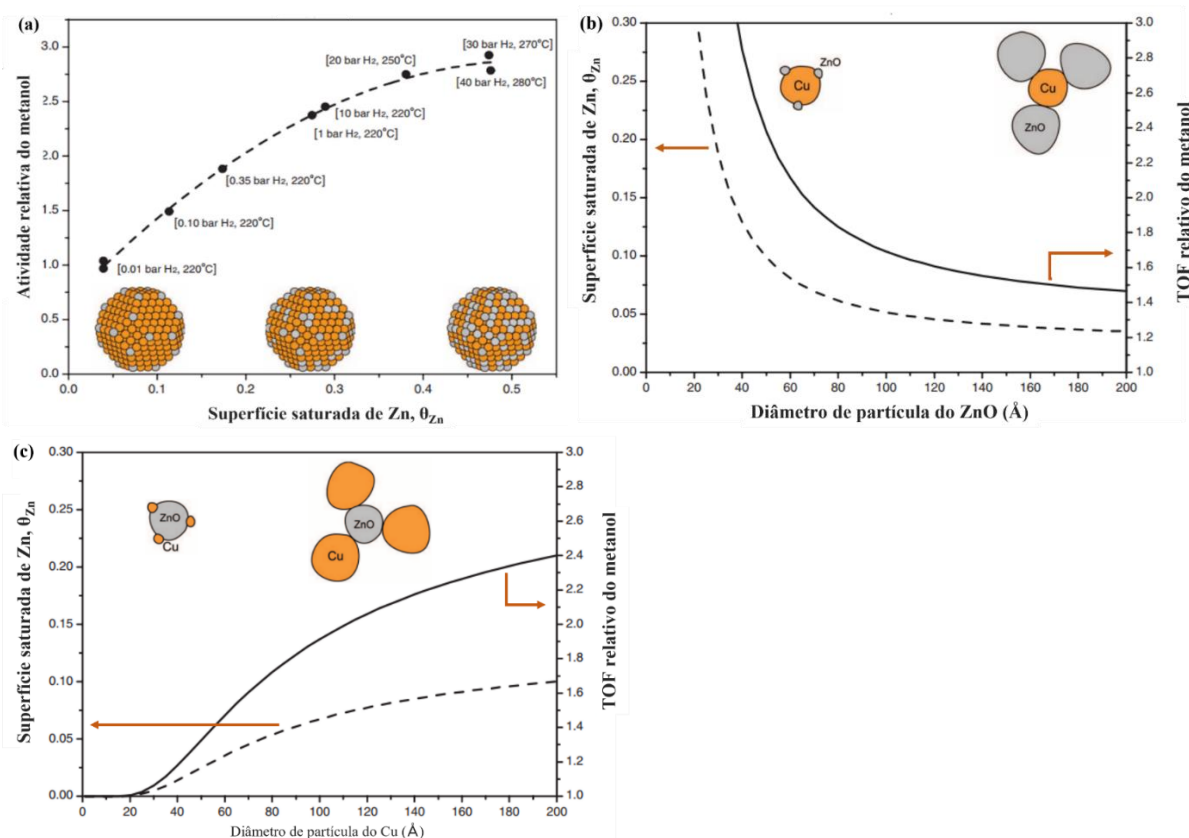 (a)
Atividade relativa do metanol
3.0
2.5
2.0
1.5
1.0
0.5
0.0
[30 bar H₂, 270°C]
[20 bar H₂, 250°C]
[40 bar H₂, 280°C]
[10 bar H₂, 220°C]
[1 bar H₂, 220°C]
[0.35 bar H₂, 220°C]
[0.10 bar H₂, 220°C]
[0.01 bar H₂, 220°C]
0.0 0.1 0.2 0.3 0.4 0.5
Superfície saturada de Zn, θZn
(b)
Superfície saturada de Zn, θZn
0.30
0.25
0.20
0.15
0.10
0.05
0.00
ZnO
Cu
Cu
ZnO
3.0
2.8
2.6
2.4
2.2
2.0
1.8
1.6
1.4
1.2
1.0
TOF relativo do metanol
0 20 40 60 80 100 120 140 160 180 200
Diâmetro de partícula do ZnO (Å)
(c)
Superfície saturada de Zn, θZn
0.30
0.25
0.20
0.15
0.10
0.05
0.00
ZnO
Cu
ZnO
Cu
3.0
2.8
2.6
2.4
2.2
2.0
1.8
1.6
1.4
1.2
1.0
TOF relativo do metanol
0 20 40 60 80 100 120 140 160 180 200
Diâmetro de partícula do Cu (Å)